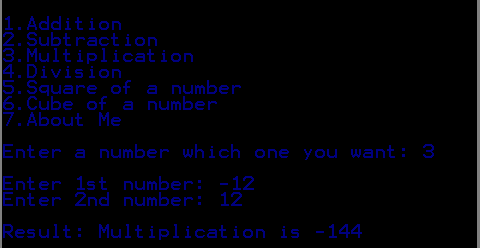 1.Addition
2.Subtraction
3.Multiplication
4.Division
5.Square of a number
6.Cube of a number
7.About Me
Enter a number which one you want: 3
Enter 1st number: -12
Enter 2nd number: 12
Result: Multiplication is -144